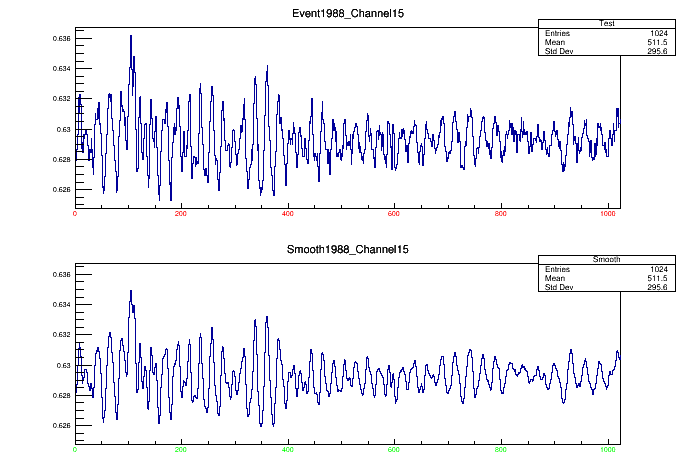 Event1988_Channel15
Test
Entries 1024
Mean 511.5
Std Dev 295.6
0.636
0.634
0.632
0.63
0.628
0.626
0 200 400 600 800 1000
Smooth1988_Channel15
Smooth
Entries 1024
Mean 511.5
Std Dev 295.6
0.636
0.634
0.632
0.63
0.628
0.626
0 200 400 600 800 1000